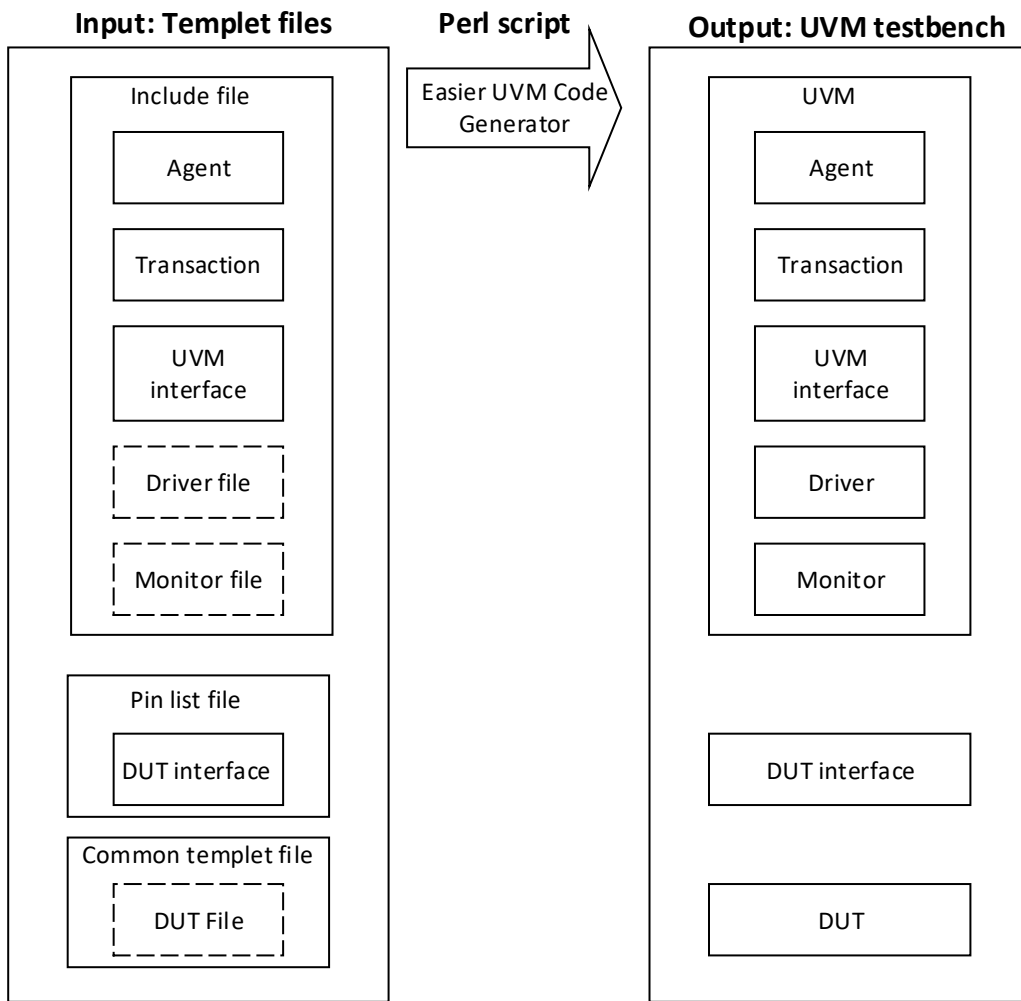 Input: Templet files
Perl script
Output: UVM testbench
Include file
Agent
Transaction
UVM
interface
Driver file
Monitor file
Pin list file
DUT interface
Common templet file
DUT File
Easier UVM Code
Generator
UVM
Agent
Transaction
UVM
interface
Driver
Monitor
DUT interface
DUT